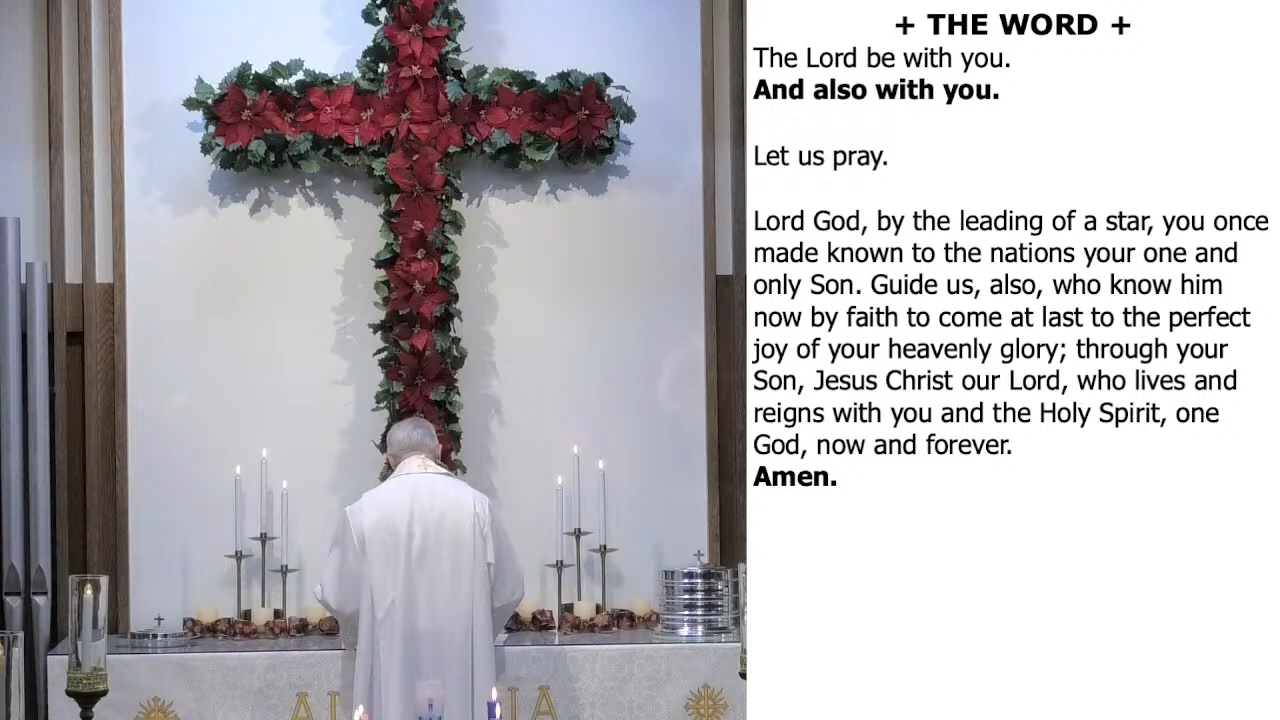 + THE WORD +
The Lord be with you.
And also with you.
Let us pray.
Lord God, by the leading of a star, you once
made known to the nations your one and
only Son. Guide us, also, who know him
now by faith to come at last to the perfect
joy of your heavenly glory; through your
Son, Jesus Christ our Lord, who lives and
reigns with you and the Holy Spirit, one
God, now and forever.
Amen.